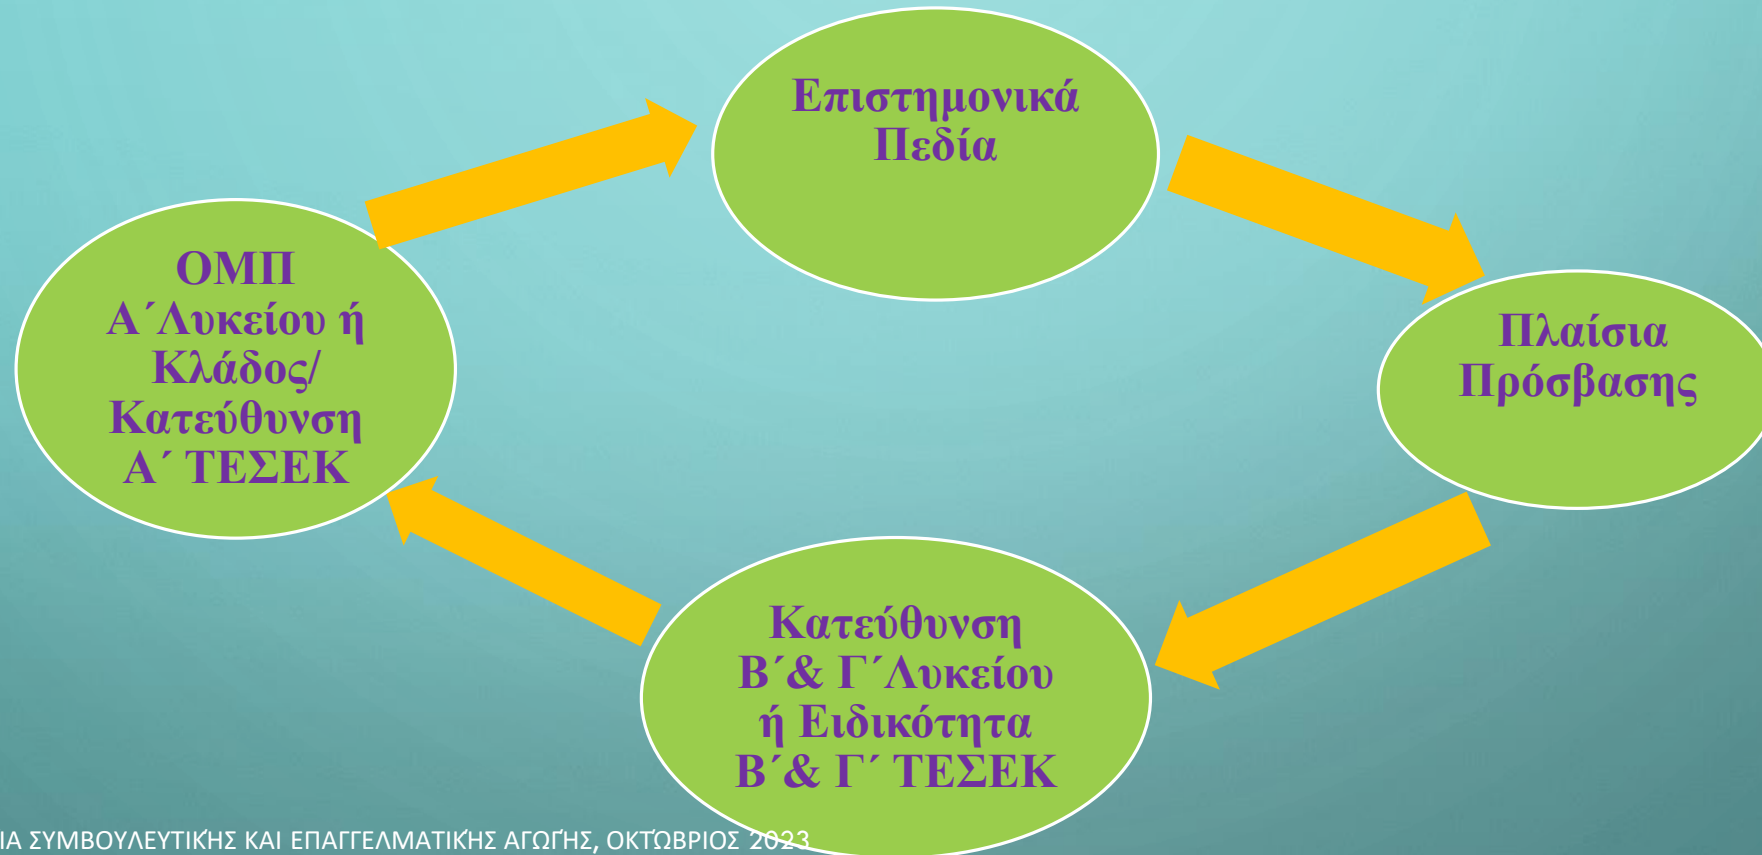 Επιστημονικά
Πεδία
Πλαίσια
Πρόσβασης
Κατεύθυνση
Β΄& Γ΄Λυκείου
ή Ειδικότητα
Β΄& Γ΄ ΤΕΣΕΚ
ΟΜΠ
Α΄Λυκείου ή
Κλάδος/
Κατεύθυνση
Α΄ ΤΕΣΕΚ
ΙΑ ΣΥΜΒΟΥΛΕΥΤΙΚΉΣ ΚΑΙ ΕΠΑΓΓΕΛΜΑΤΙΚΉΣ ΑΓΩΓΉΣ, ΟΚΤΏΒΡΙΟΣ 2023